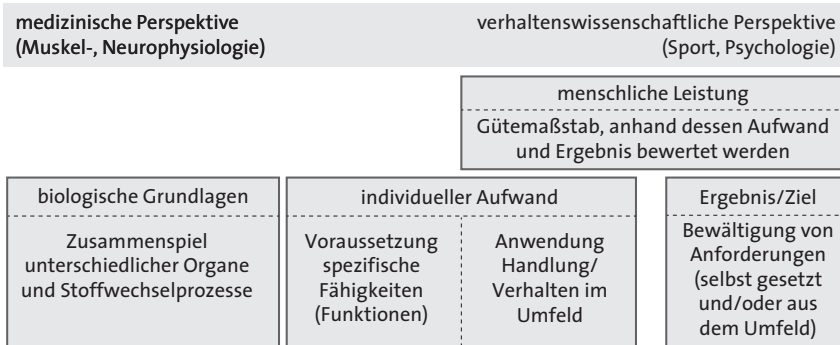 medizinische Perspektive
(Muskel-, Neurophysiologie)
verhaltenswissenschaftliche Perspektive
(Sport, Psychologie)
menschliche Leistung
Gütemaßstab, anhand dessen Aufwand
und Ergebnis bewertet werden
biologische Grundlagen
Zusammenspiel
unterschiedlicher Organe
und Stoffwechselprozesse
individueller Aufwand
Voraussetzung
spezifische
Fähigkeiten
(Funktionen)
Anwendung
Handlung/
Verhalten im
Umfeld
Ergebnis/Ziel
Bewältigung von
Anforderungen
(selbst gesetzt
und/oder aus
dem Umfeld)